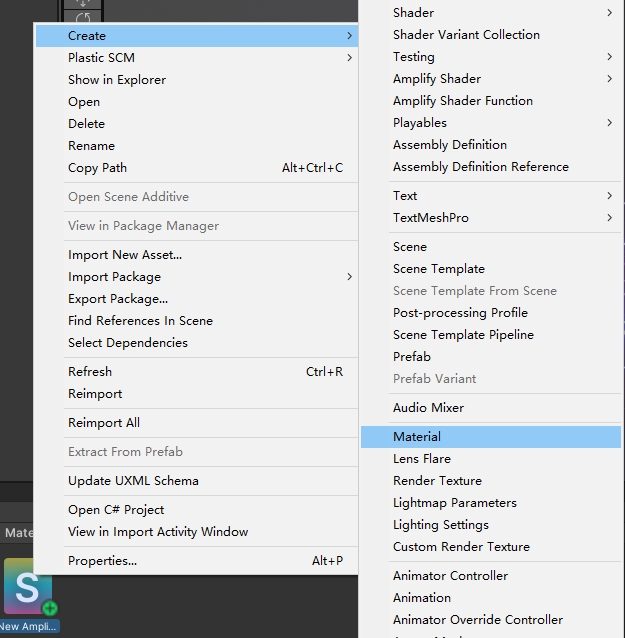 Create
Plastic SCM
Show in Explorer
Open
Delete
Rename
Copy Path Alt+Ctrl+C
Open Scene Additive
View in Package Manager
Import New Asset...
Import Package
Export Package...
Find References In Scene
Select Dependencies
Refresh Ctrl+R
Reimport
Reimport All
Extract From Prefab
Update UXML Schema
Open C# Project
View in Import Activity Window
Properties... Alt+P
Shader
Shader Variant Collection
Testing
Amplify Shader
Amplify Shader Function
Playables
Assembly Definition
Assembly Definition Reference
Text
TextMeshPro
Scene
Scene Template
Scene Template From Scene
Post-processing Profile
Scene Template Pipeline
Prefab
Prefab Variant
Audio Mixer
Material
Lens Flare
Render Texture
Lightmap Parameters
Lighting Settings
Custom Render Texture
Animator Controller
Animation
Animator Override Controller
Mate
S
New Ampli...